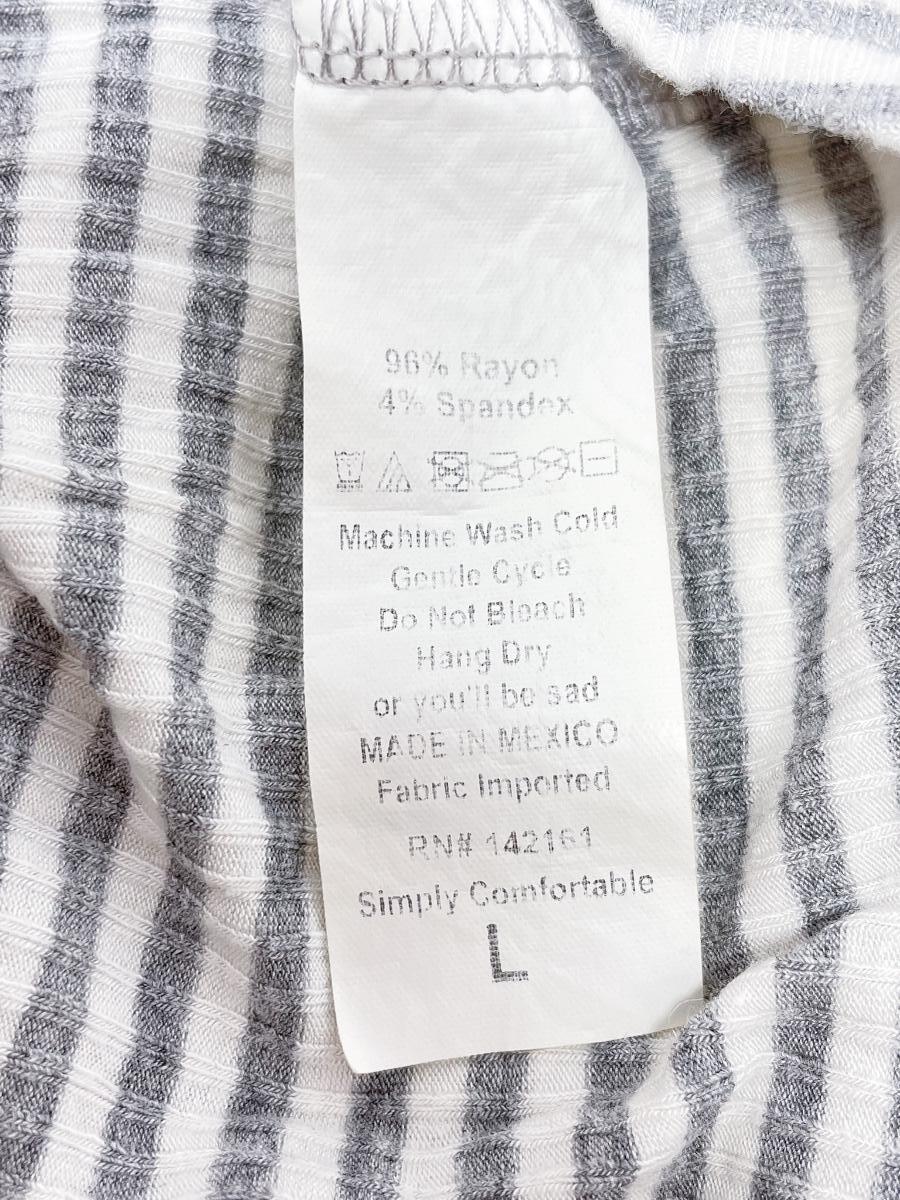 96% Rayon
4% Spandex
Machine Wash Cold
Gentle Cycle
Do Not Bleach
Hang Dry
or you'll be sad
MADE IN MEXICO
Fabric Imported
RN# 142161
Simply Comfortable
L